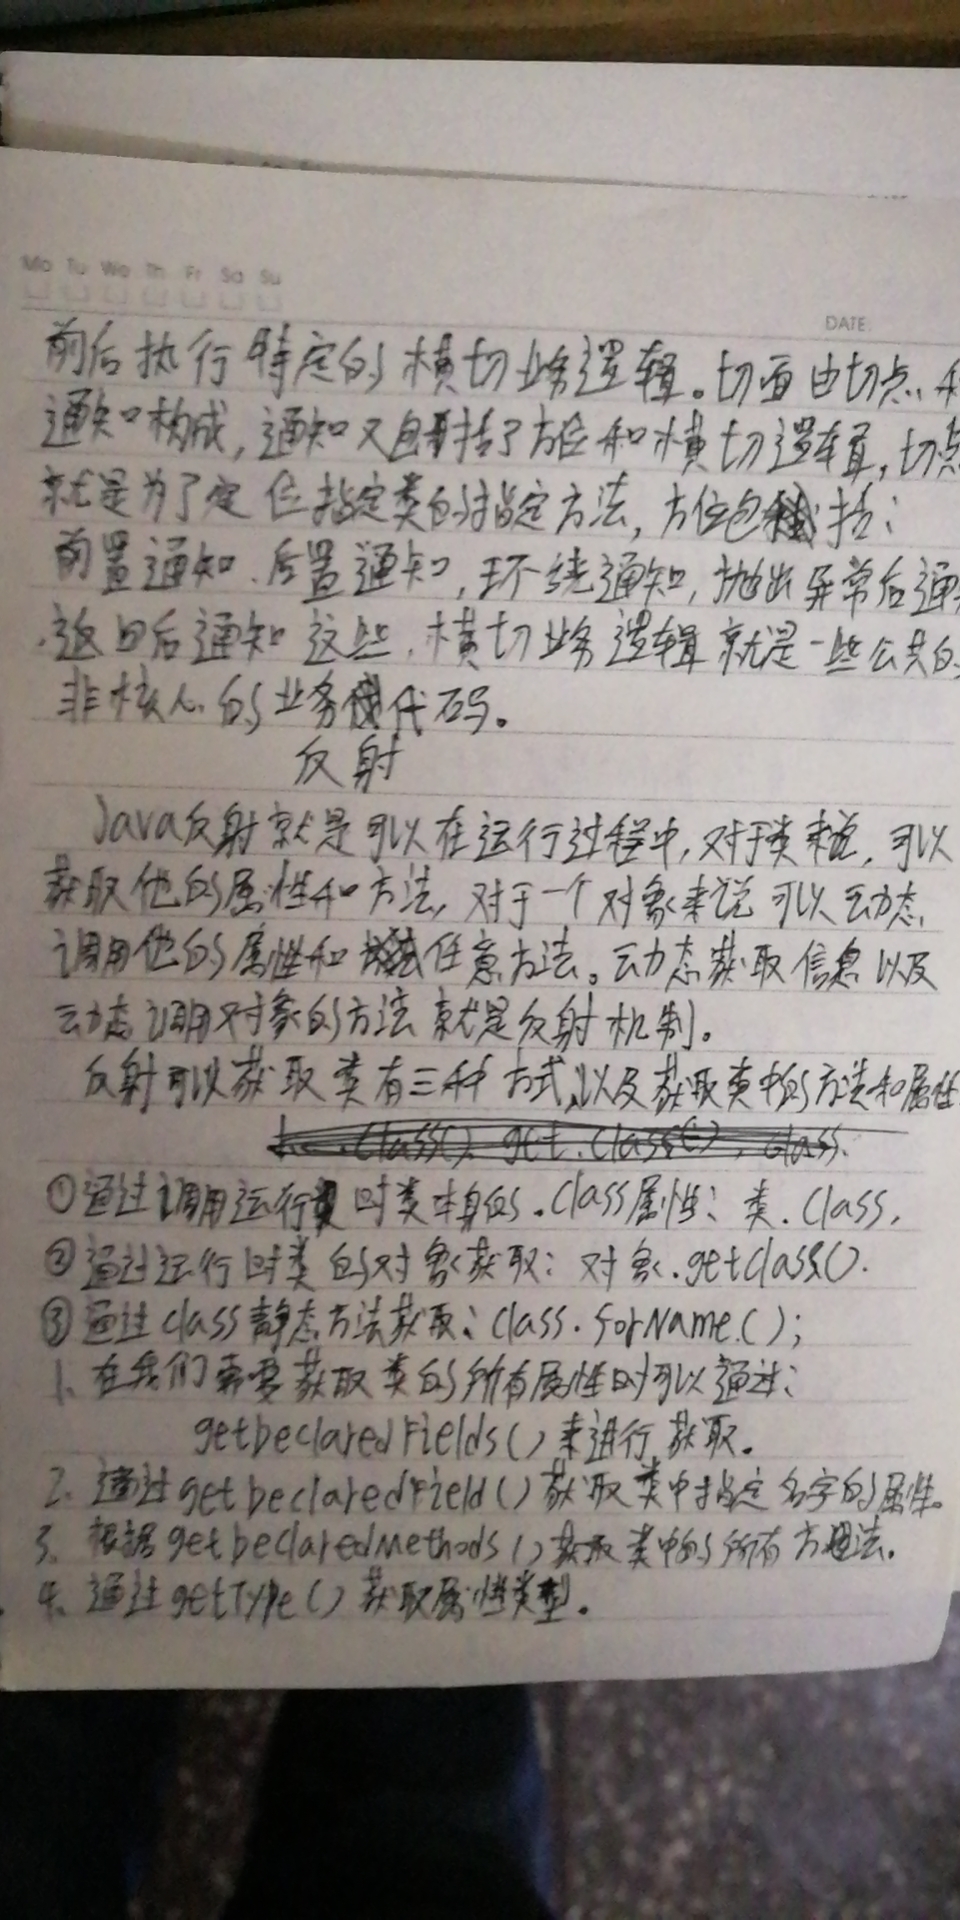 Mo Tu We Th Fr Sa Su
DATE:
前后执行特定的横切业务逻辑。切面由切点、和
通知构成，通知又包括了方位和横切逻辑，切点
就是为了定位指定类的指定方法，方位包括：
前置通知、后置通知，环绕通知，抛出异常后通
、返回后通知这些，横切业务逻辑就是一些公共的
非核心的业务代码。
反射
Java反射就是可以在运行过程中，对于类来说，可以
获取他的属性和方法，对于一个对象来说可以动态
调用他的属性和任意方法。动态获取信息以及
动态调用对象的方法就是反射机制。
反射可以获取类有三种方式，以及获取类中的方法和属性
①通过调用运行时类本身的.class属性：类.class,
②通过运行时类的对象获取：对象.getclass().
③通过class静态方法获取：class.forName.();
1、在我们需要获取类的所有属性时可以通过：
getDeclaredFields()来进行获取。
2、通过getDeclaredField()获取类中指定名字的属性。
3、根据getDeclaredMethods()获取类中的所有方法。
4、通过getType()获取属性类型。